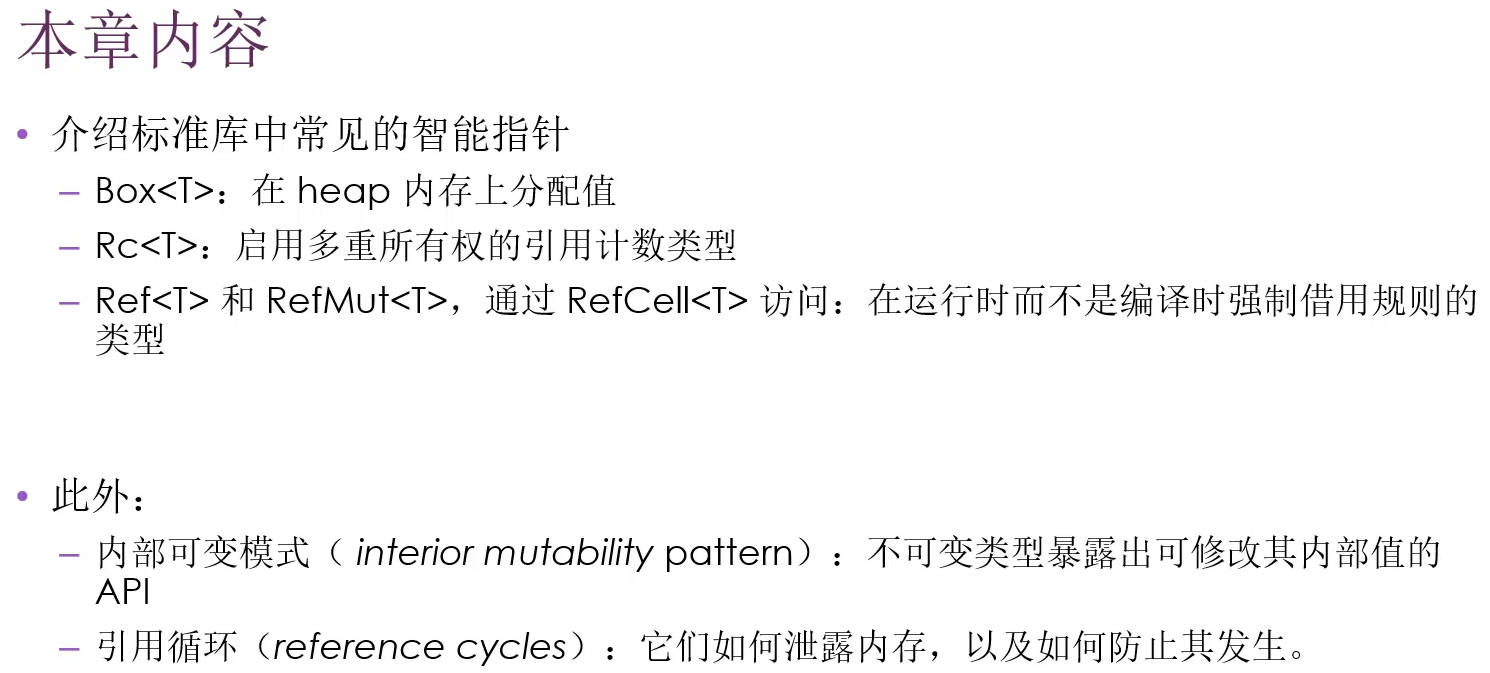 本章内容
• 介绍标准库中常见的智能指针
– Box<T>：在 heap 内存上分配值
– Rc<T>：启用多重所有权的引用计数类型
– Ref<T> 和 RefMut<T>，通过 RefCell<T> 访问：在运行时而不是编译时强制借用规则的
类型
• 此外：
– 内部可变模式（ interior mutability pattern）：不可变类型暴露出可修改其内部值的
API
– 引用循环（reference cycles）：它们如何泄露内存，以及如何防止其发生。